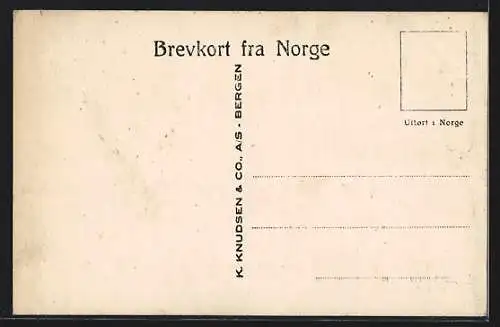 Brevkort fra Norge
K. KNUDSEN & CO., A/S - BERGEN
Utført i Norge